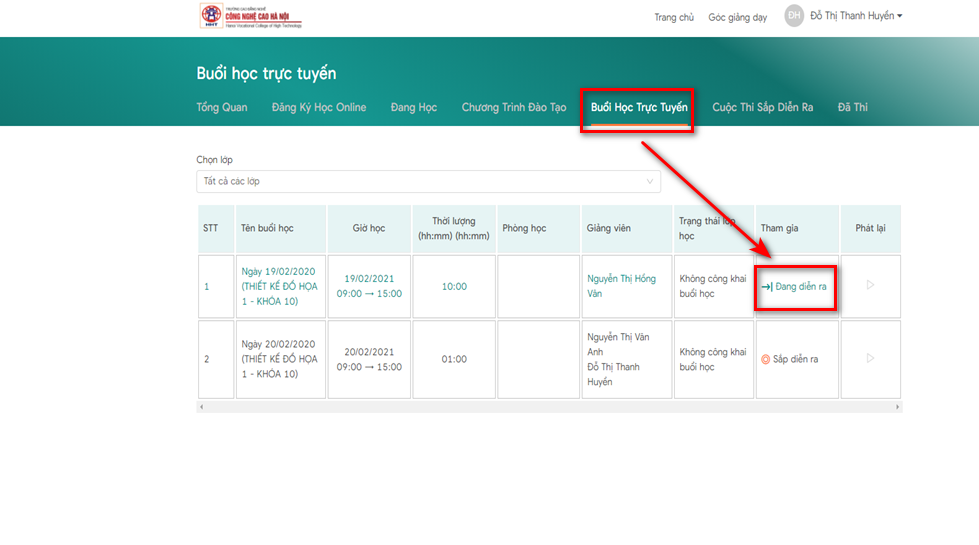 TRƯỜNG CAO ĐẲNG NGHỀ
CÔNG NGHỆ CAO HÀ NỘI
Hanoi Vocational College of High Technology
HHT
Trang chủ
Góc giảng dạy
ĐH
Đỗ Thị Thanh Huyền
Buổi học trực tuyến
Tổng Quan
Đăng Ký Học Online
Đang Học
Chương Trình Đào Tạo
Buổi Học Trực Tuyến
Cuộc Thi Sắp Diễn Ra
Đã Thi
Chọn lớp
Tất cả các lớp
STT
Tên buổi học
Giờ học
Thời lượng
(hh:mm) (hh:mm)
Phòng học
Giảng viên
Trạng thái lớp
học
Tham gia
Phát lại
1
Ngày 19/02/2020
(THIẾT KẾ ĐỒ HỌA
1 - KHÓA 10)
19/02/2021
09:00 → 15:00
10:00
Nguyễn Thị Hồng
Vân
Không công khai
buổi học
Đang diễn ra
2
Ngày 20/02/2020
(THIẾT KẾ ĐỒ HỌA
1 - KHÓA 10)
20/02/2021
09:00 → 15:00
01:00
Nguyễn Thị Vân
Anh
Đỗ Thị Thanh
Huyền
Không công khai
buổi học
Sắp diễn ra